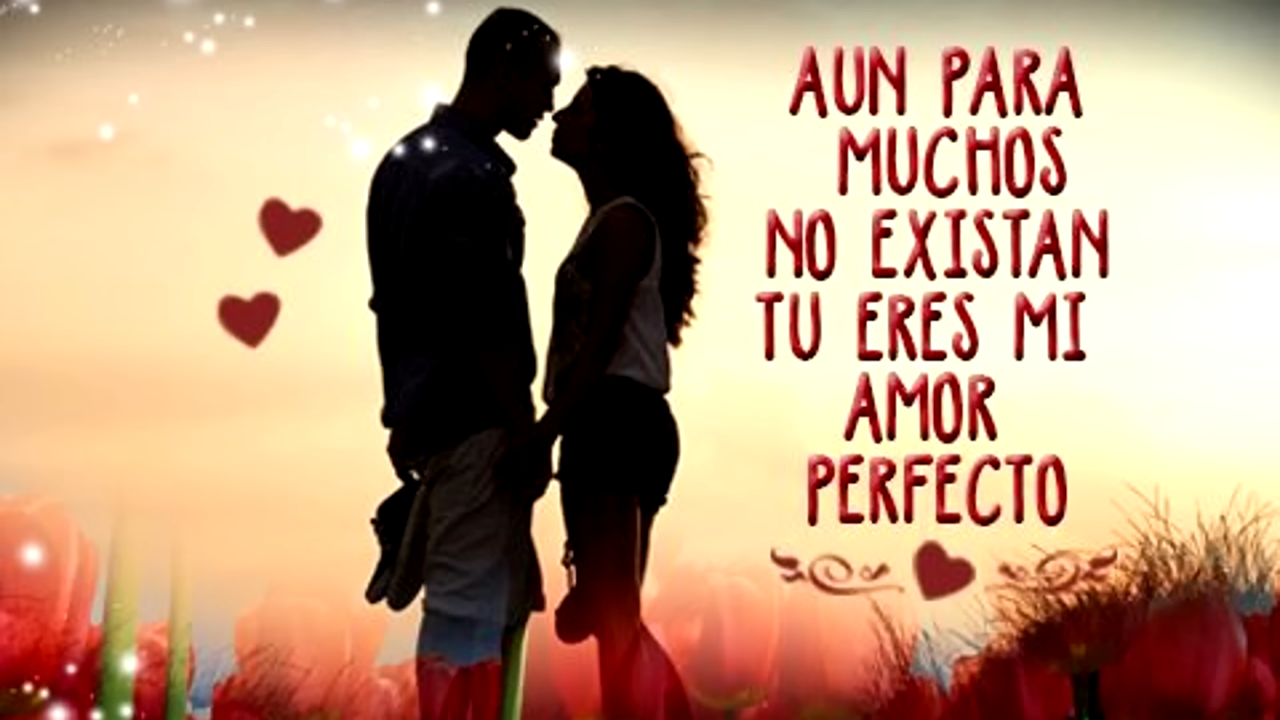 AUN PARA
MUCHOS
NO EXISTAN
TU ERES MI
AMOR
PERFECTO